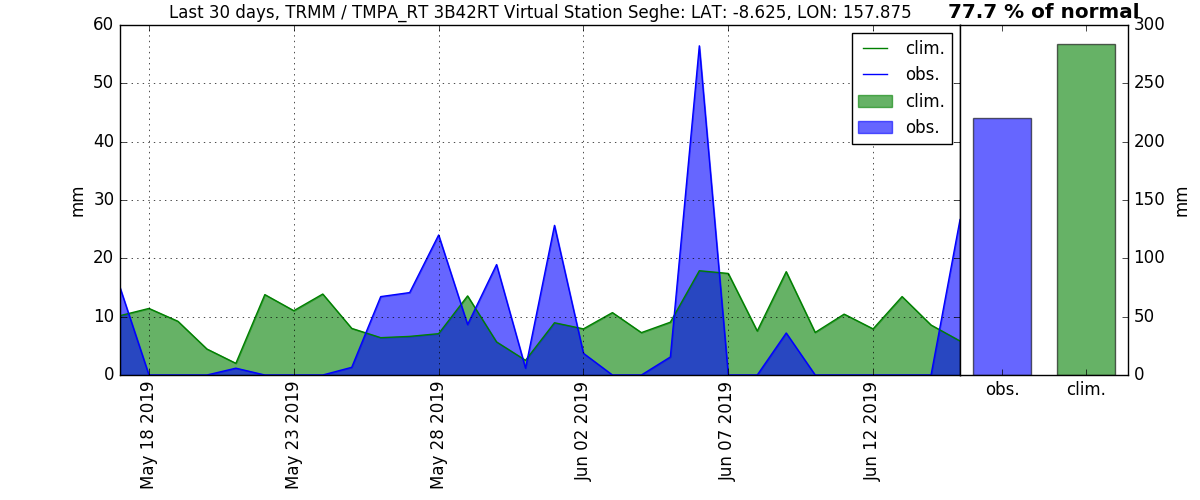 Last 30 days, TRMM / TMPA_RT 3B42RT Virtual Station Seghe: LAT: -8.625, LON: 157.875
77.7 % of normal
60
50
40
30
20
10
0
mm
clim.
obs.
clim.
obs.
May 18 2019
May 23 2019
May 28 2019
Jun 02 2019
Jun 07 2019
Jun 12 2019
300
250
200
150
100
50
0
mm
obs.
clim.